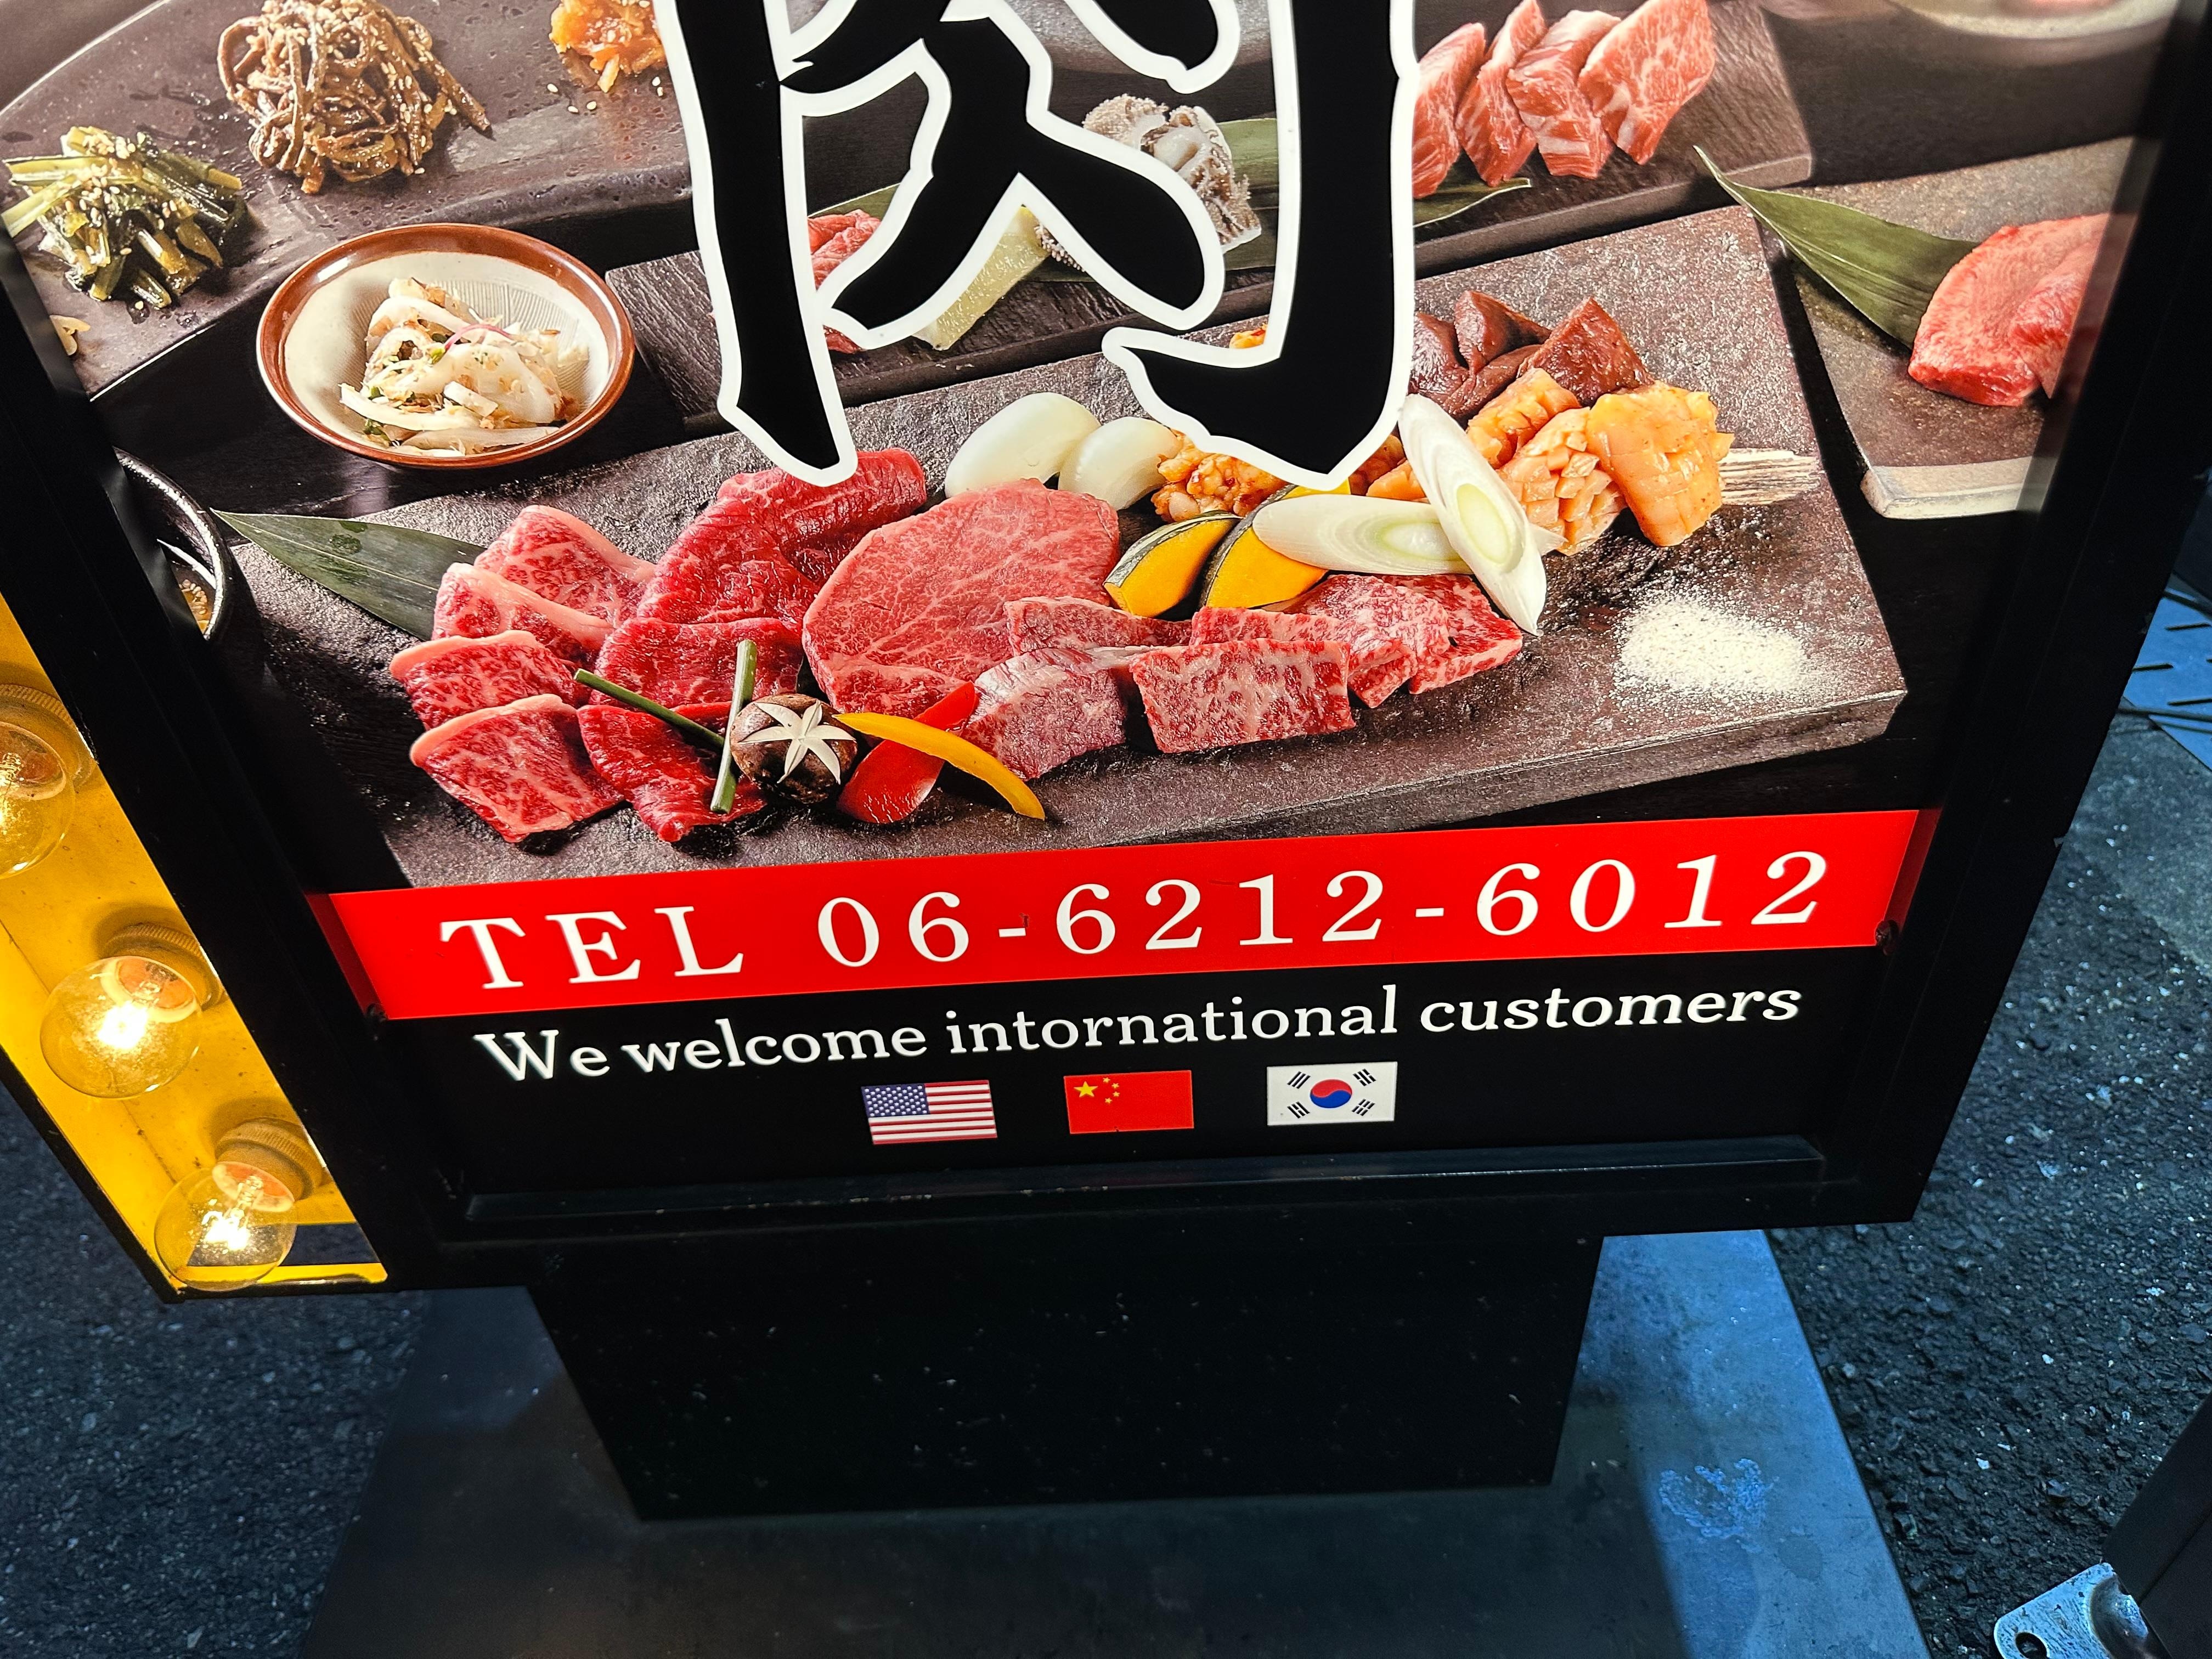 肉
TEL 06-6212-6012
We welcome intornational customers